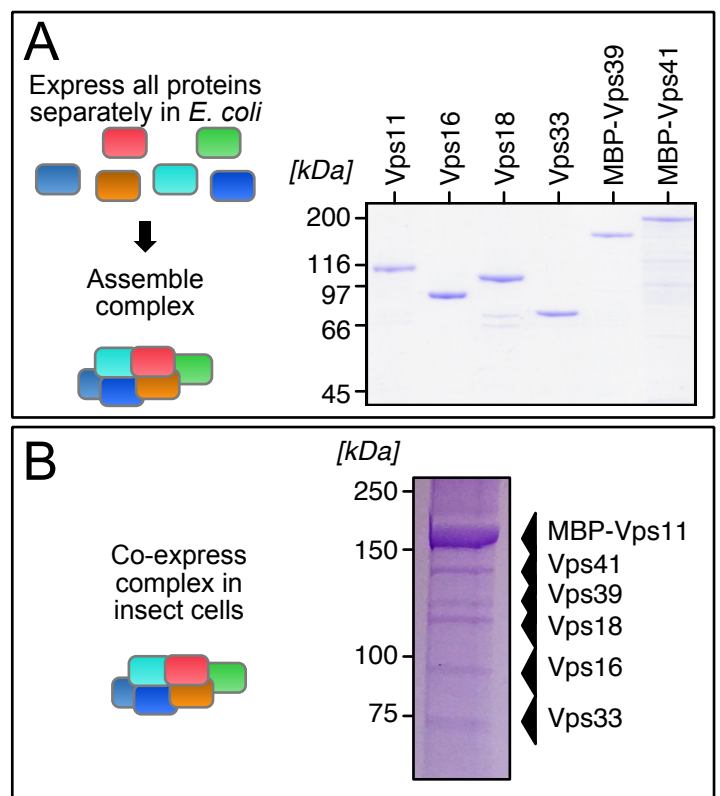 A
Express all proteins
separately in E. coli
Assemble
complex
[kDa]
Vps11
Vps16
Vps18
Vps33
MBP-Vps39
MBP-Vps41
200
116
97
66
45
B
Co-express
complex in
insect cells
[kDa]
250
150
100
75
MBP-Vps11
Vps41
Vps39
Vps18
Vps16
Vps33